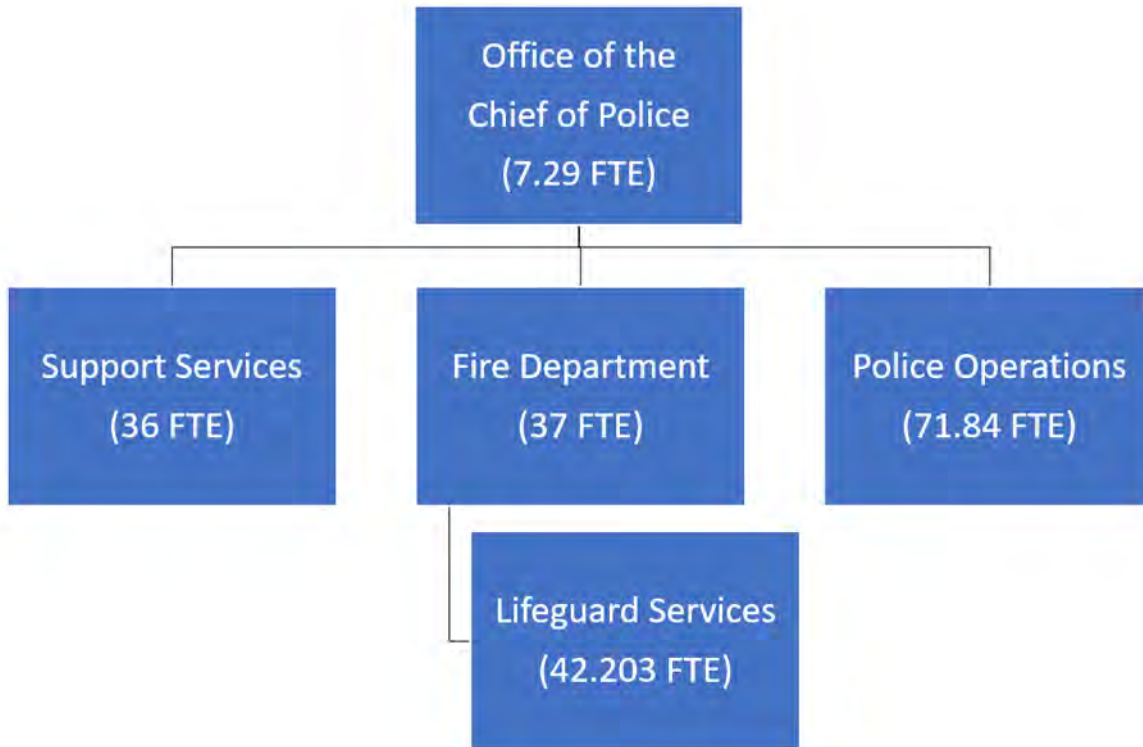 Office of the
Chief of Police
(7.29 FTE)
Support Services
(36 FTE)
Fire Department
(37 FTE)
Police Operations
(71.84 FTE)
Lifeguard Services
(42.203 FTE)